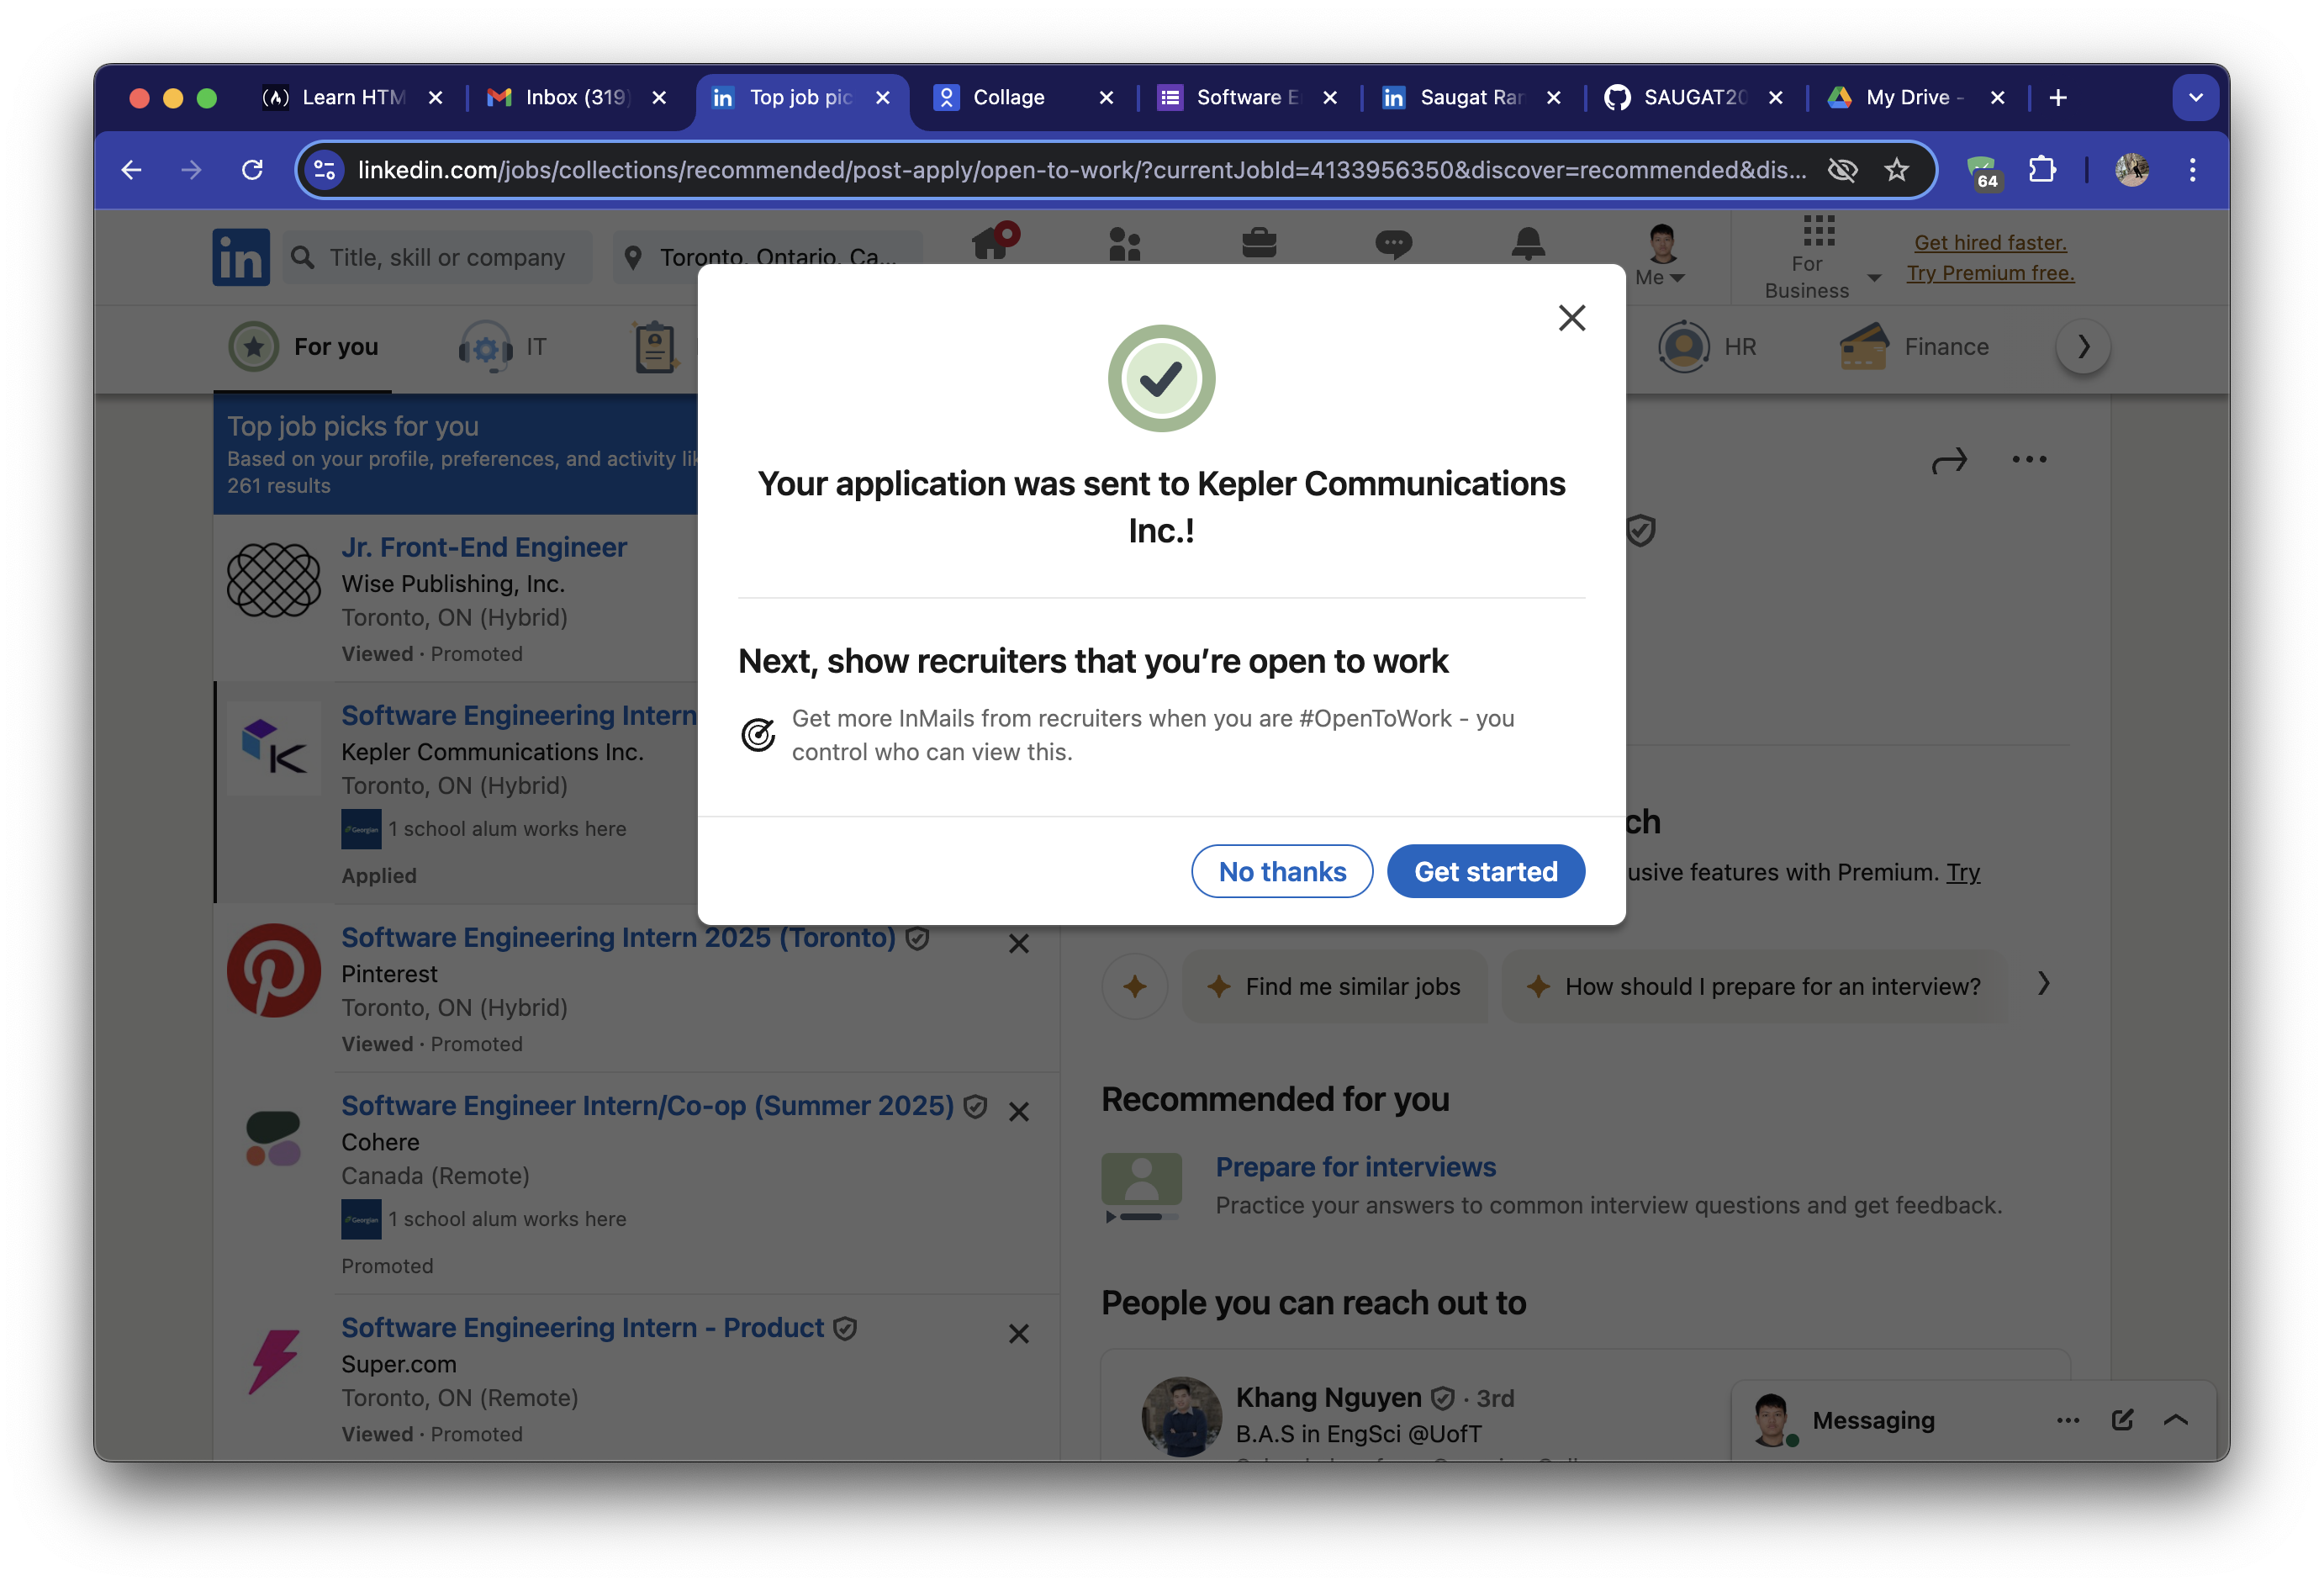 Learn HTM
Inbox (319)
Top job pic
Collage
Software E
Saugat Ran
SAUGAT20
My Drive -
linkedin.com/jobs/collections/recommended/post-apply/open-to-work/?currentJobId=4133956350&discover=recommended&dis...
64
in
Title, skill or company
Toronto, Ontario, Ca...
Me
For
Business
Get hired faster.
Try Premium free.
For you
IT
HR
Finance
Top job picks for you
Based on your profile, preferences, and activity li
261 results
Jr. Front-End Engineer
Wise Publishing, Inc.
Toronto, ON (Hybrid)
Viewed · Promoted
Software Engineering Intern
Kepler Communications Inc.
Toronto, ON (Hybrid)
Georgian
1 school alum works here
Applied
Software Engineering Intern 2025 (Toronto)
Pinterest
Toronto, ON (Hybrid)
Viewed · Promoted
Software Engineer Intern/Co-op (Summer 2025)
Cohere
Canada (Remote)
Georgian
1 school alum works here
Promoted
Software Engineering Intern - Product
Super.com
Toronto, ON (Remote)
Viewed · Promoted
Your application was sent to Kepler Communications
Inc.!
Next, show recruiters that you’re open to work
Get more InMails from recruiters when you are #OpenToWork - you
control who can view this.
No thanks
Get started
ch
usive features with Premium. Try
Find me similar jobs
How should I prepare for an interview?
Recommended for you
Prepare for interviews
Practice your answers to common interview questions and get feedback.
People you can reach out to
Khang Nguyen · 3rd
B.A.S in EngSci @UofT
Messaging